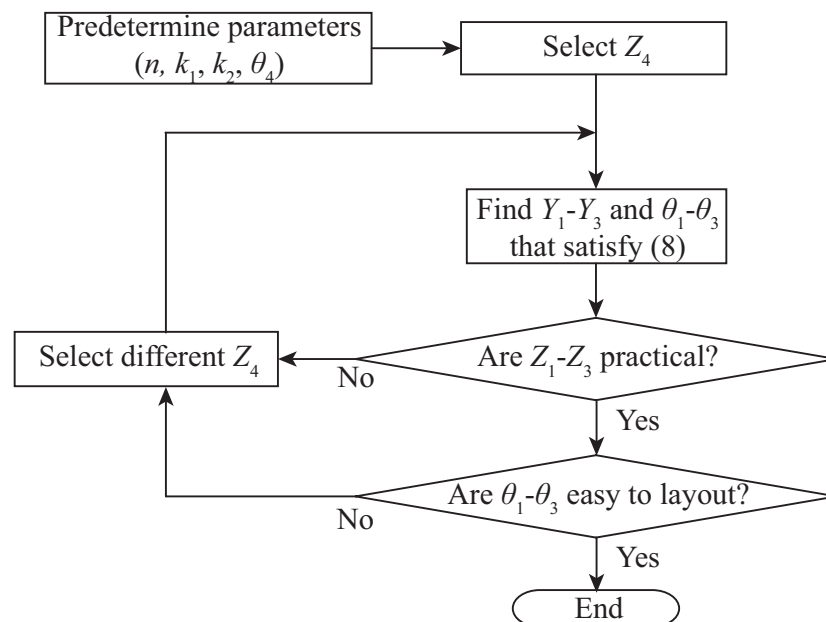 Predetermine parameters
(n, k₁, k₂, θ₄)
Select Z₄
Find Y₁-Y₃ and θ₁-θ₃
that satisfy (8)
Select different Z₄
Are Z₁-Z₃ practical?
No
Yes
Are θ₁-θ₃ easy to layout?
No
Yes
End